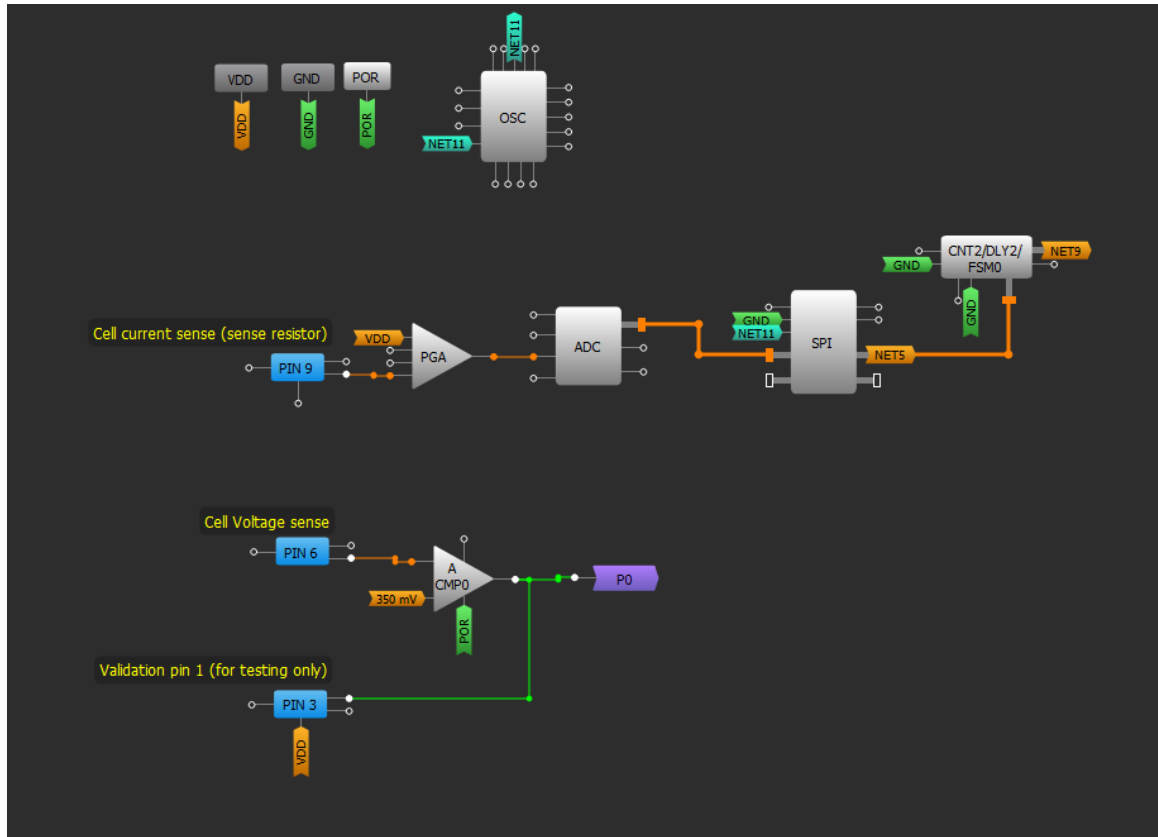 NET11
VDD
GND
POR
VDD
GND
POR
OSC
NET11
CNT2/DLY2/
FSM0
NET9
GND
GND
Cell current sense (sense resistor)
PIN 9
VDD
PGA
ADC
GND
NET11
SPI
NET5
Cell Voltage sense
PIN 6
A
CMP0
350 mV
POR
P0
Validation pin 1 (for testing only)
PIN 3
VDD